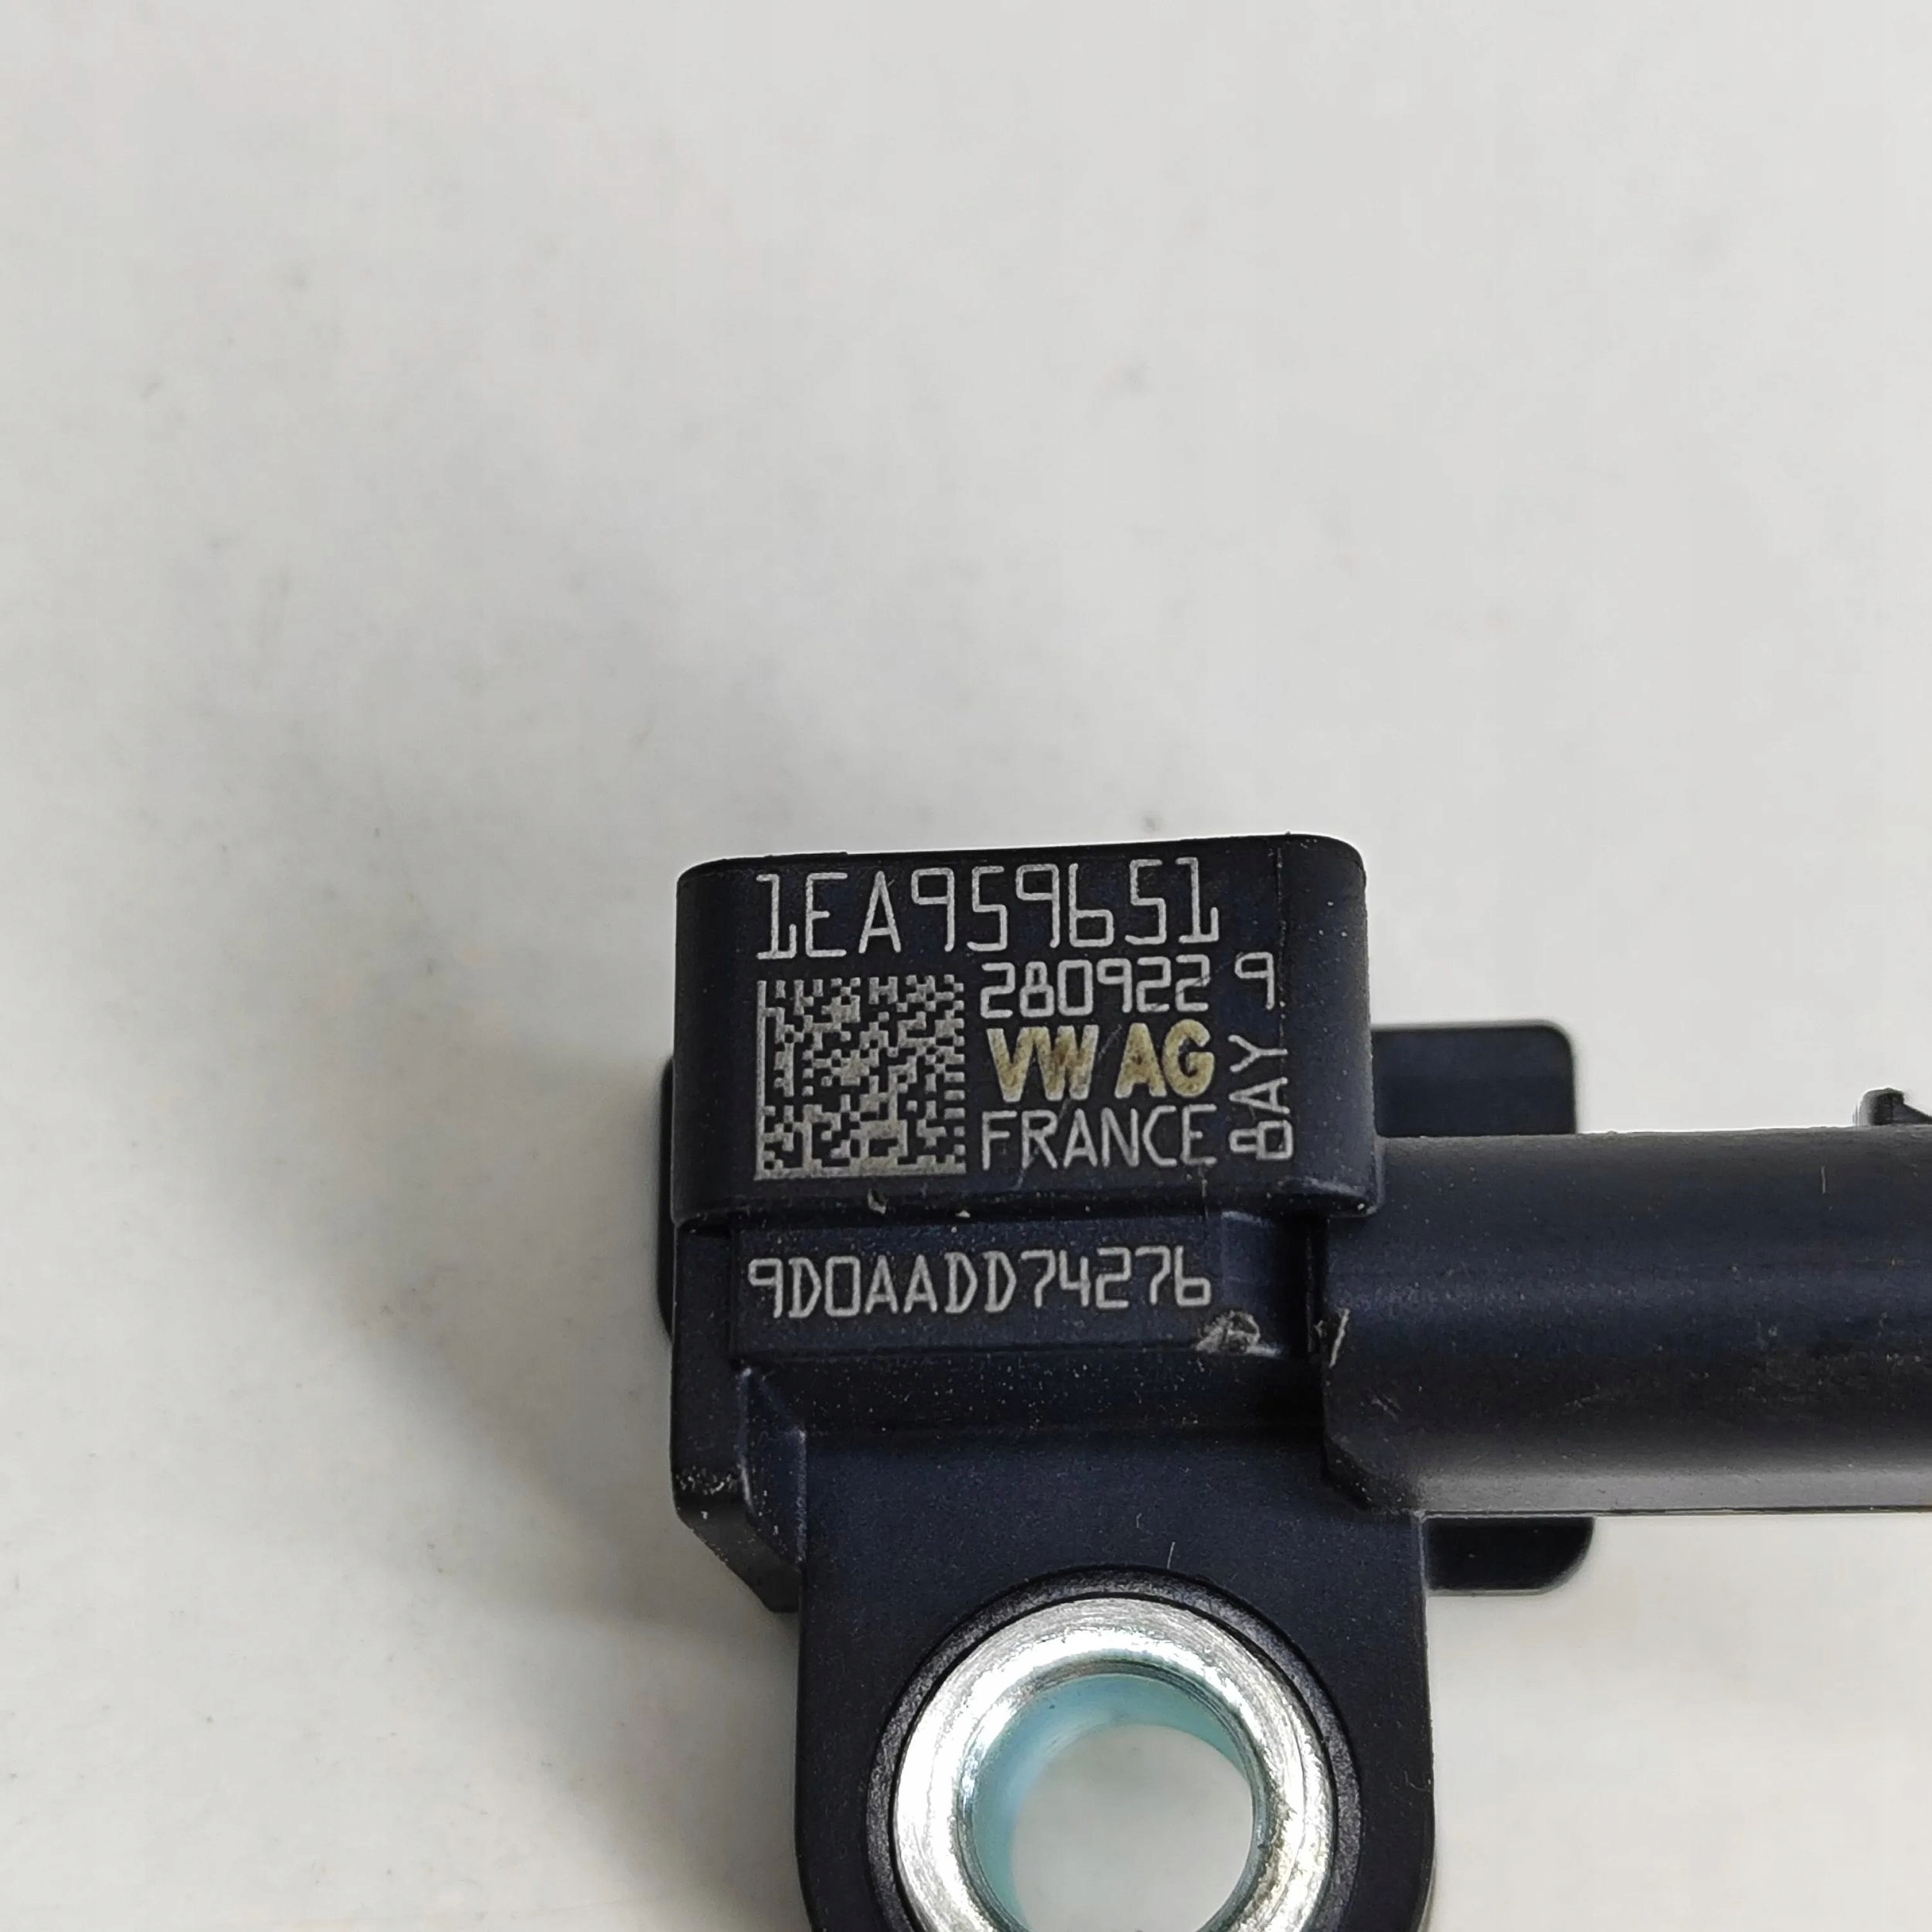 1EA959651
280922 9
VW AG
FRANCE
BAY
9D0AADD74276